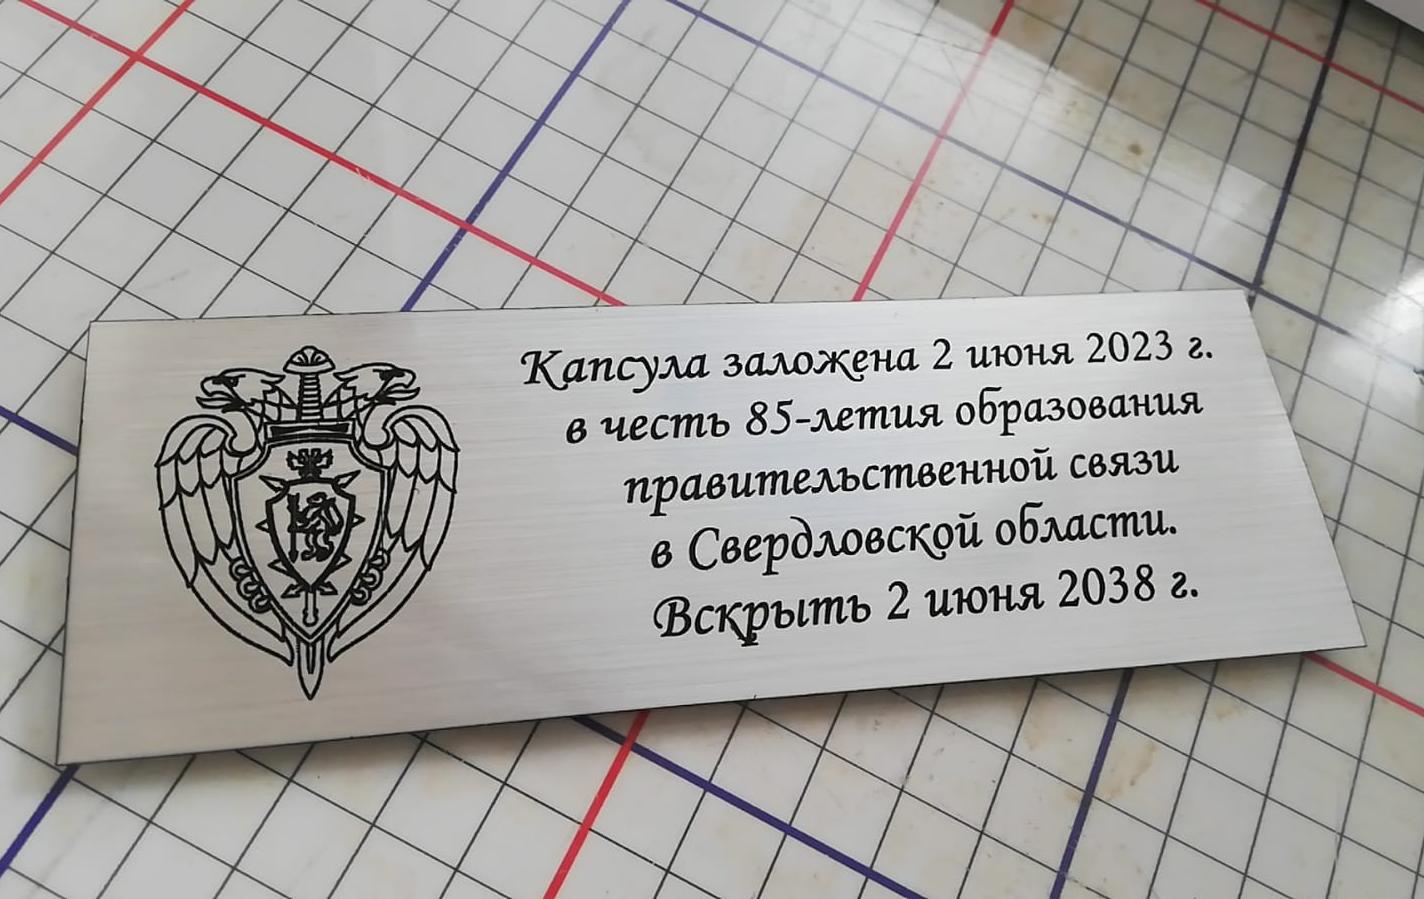 Капсула заложена 2 июня 2023 г.
в честь 85-летия образования
правительственной связи
в Свердловской области.
Вскрыть 2 июня 2038 г.